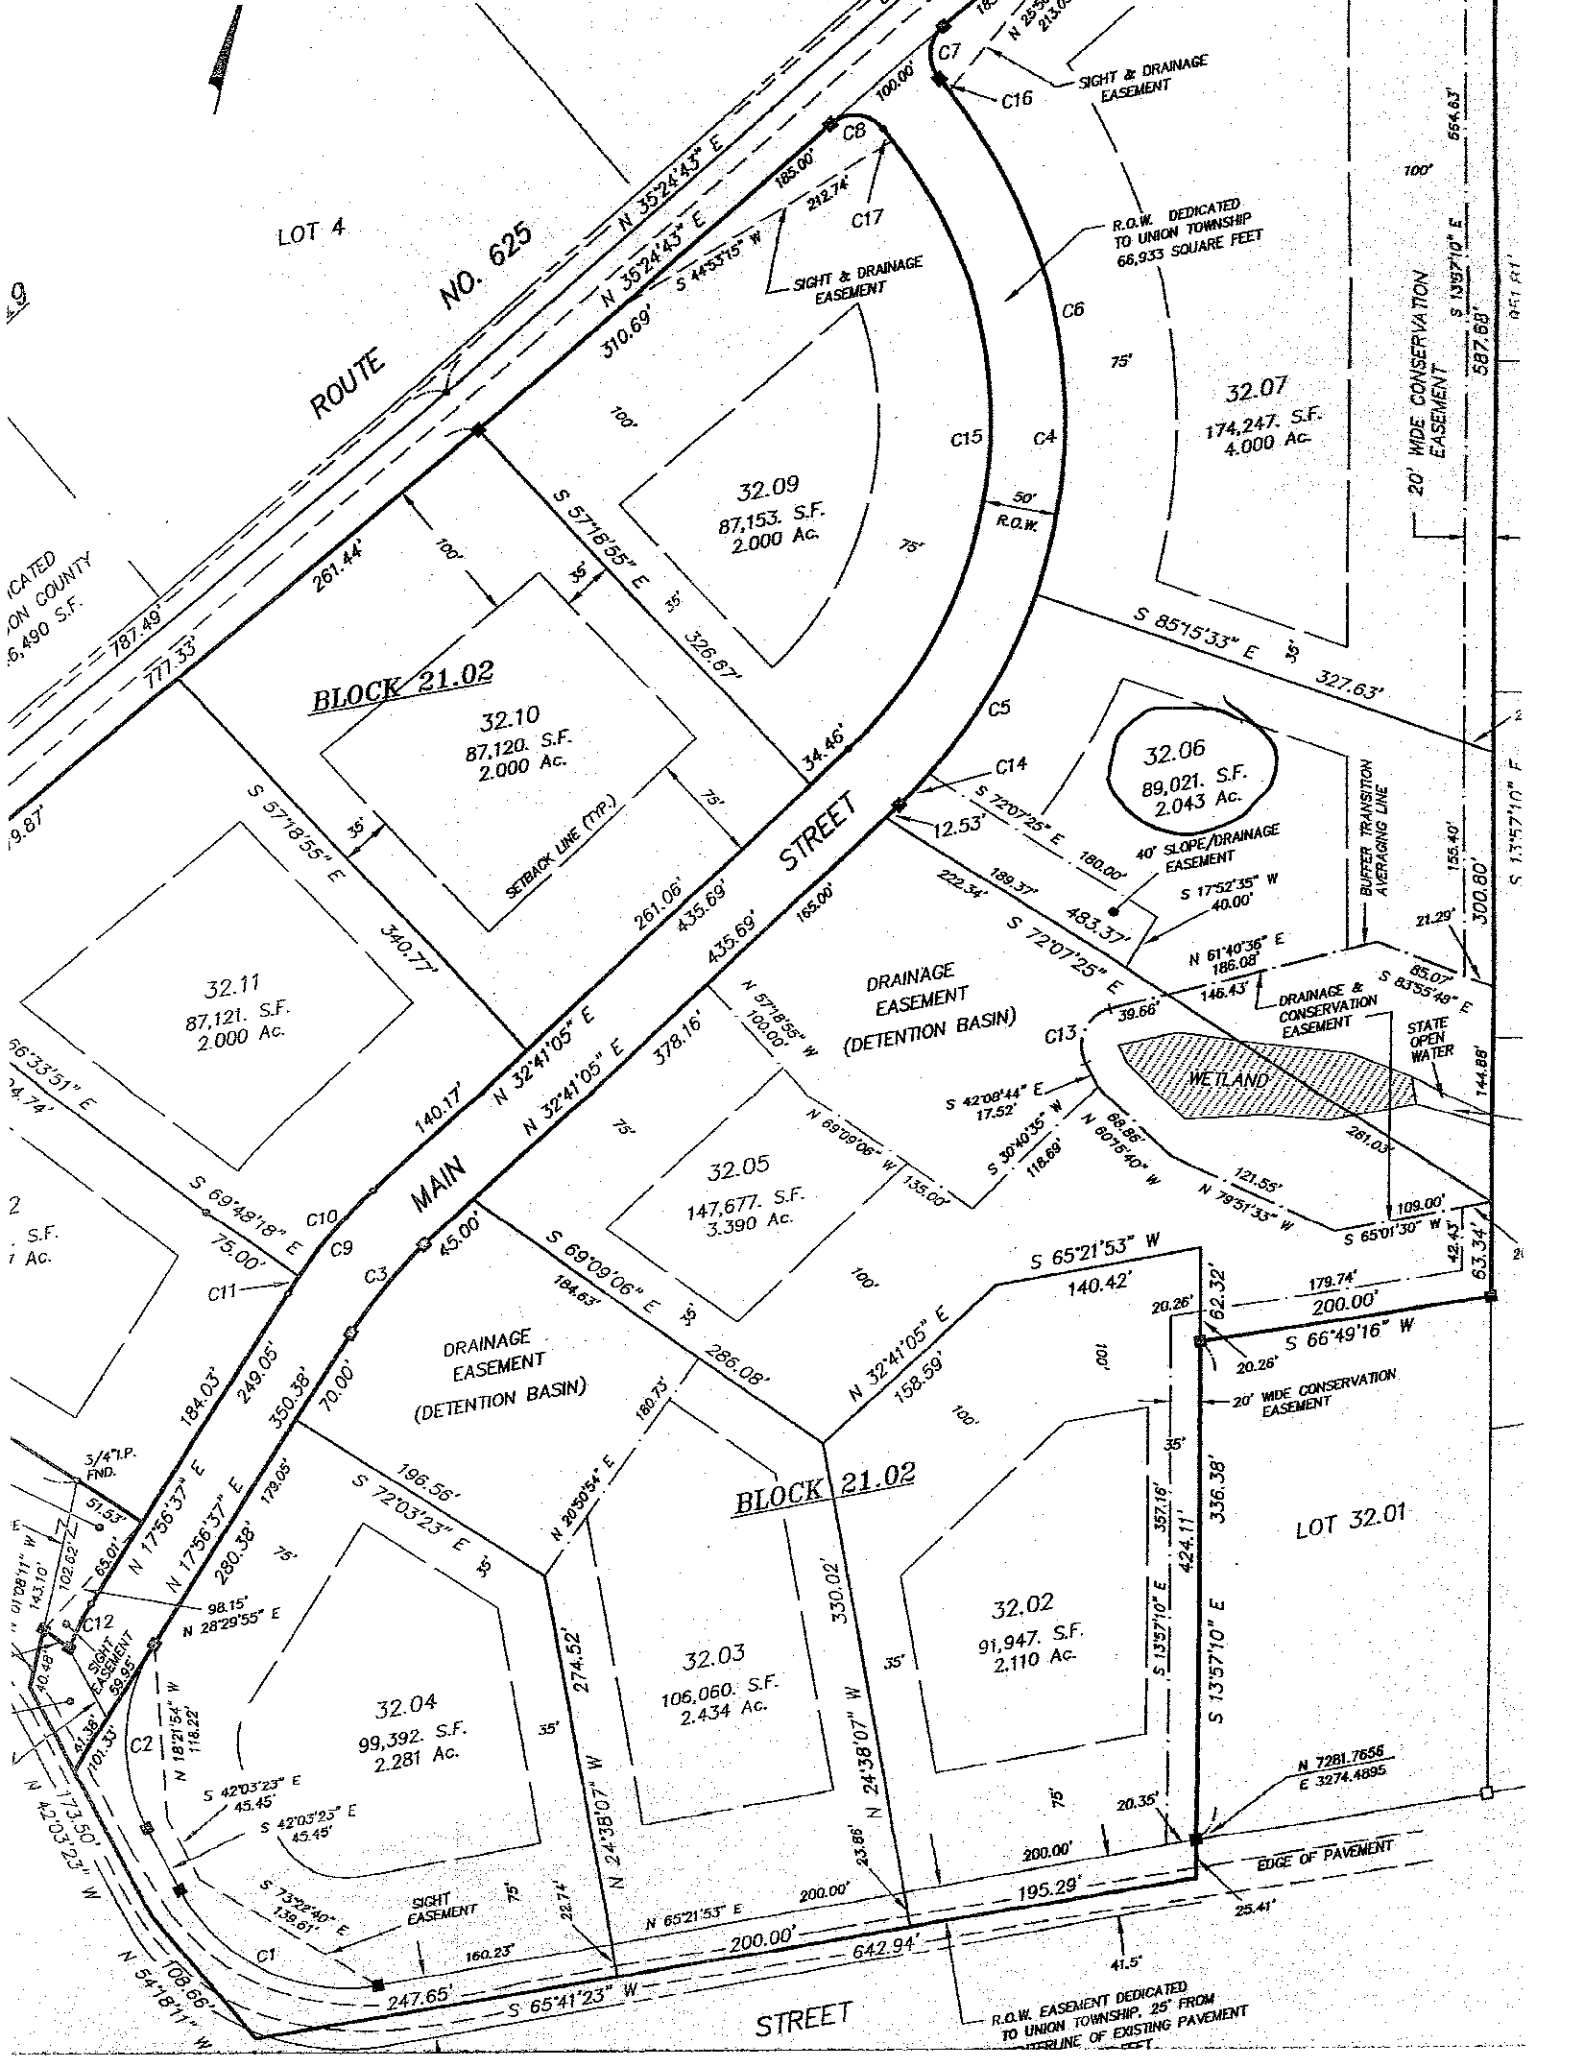 LOT 4
ROUTE NO. 625
N 35°24'43" E
N 35°24'43" E
310.69'
100.00'
C7
C16
C8
185.00'
212.74'
S 44°53'15" W
C17
SIGHT & DRAINAGE
EASEMENT
SIGHT & DRAINAGE
EASEMENT
R.O.W. DEDICATED
TO UNION TOWNSHIP
66,933 SQUARE FEET
C6
75'
100'
564.63'
S 13°57'10" E
587.68'
20' WIDE CONSERVATION
EASEMENT
32.07
174,247. S.F.
4.000 Ac.
C15
C4
50'
R.O.W.
100'
32.09
87,153. S.F.
2.000 Ac.
75'
S 57°18'55" E
35'
35'
326.67'
261.44'
100'
787.49'
777.33'
BLOCK 21.02
32.10
87,120. S.F.
2.000 Ac.
75'
SETBACK LINE (TYP.)
34.46'
C5
C14
12.53'
S 85°15'33" E
35'
327.63'
32.06
89,021. S.F.
2.043 Ac.
S 72°07'25" E
180.00'
40' SLOPE/DRAINAGE
EASEMENT
S 17°52'35" W
40.00'
BUFFER TRANSITION
AVERAGING LINE
155.40'
300.80'
S 13°57'10" E
21.29'
189.37'
222.34'
483.37'
S 72°07'25" E
N 61°40'36" E
186.08'
146.43'
39.66'
85.07'
S 83°55'49" E
C13
DRAINAGE &
CONSERVATION
EASEMENT
STATE
OPEN
WATER
144.88'
WETLAND
S 42°08'44" E
17.52'
S 30°40'35" W
118.69'
68.86'
N 60°15'40" W
121.55'
N 79°51'33" W
261.03'
109.00'
S 65°01'30" W
42.43'
63.34'
S 57°18'55" E
35'
340.77'
32.11
87,121. S.F.
2.000 Ac.
STREET
261.06'
435.69'
435.69'
165.00'
378.16'
DRAINAGE
EASEMENT
(DETENTION BASIN)
N 57°18'55" W
100.00'
N 69°09'06" W
135.00'
N 32°41'05" E
N 32°41'05" E
140.17'
75'
32.05
147,677. S.F.
3.390 Ac.
MAIN
S 69°48'18" E
75.00'
C10
C9
C11
C3
45.00'
S 69°09'06" E
184.63'
35'
286.08'
100'
S 65°21'53" W
140.42'
N 32°41'05" E
158.59'
100'
100'
20.26'
62.32'
179.74'
200.00'
S 66°49'16" W
20.26'
20' WIDE CONSERVATION
EASEMENT
DRAINAGE
EASEMENT
(DETENTION BASIN)
184.03'
249.05'
350.38'
70.00'
180.73'
N 20°50'54" E
196.56'
S 72°03'23" E
35'
BLOCK 21.02
35'
357.16'
424.11'
336.38'
S 13°57'10" E
S 13°57'10" E
LOT 32.01
3/4" I.P.
FND.
51.53'
N 17°56'37" E
N 17°56'37" E
179.05'
280.38'
75'
65.01'
102.62'
143.10'
98.15'
N 28°29'55" E
C12
SIGHT
EASEMENT
59.95'
40.48'
41.38'
101.33'
C2
N 18°21'54" W
118.22'
32.04
99,392. S.F.
2.281 Ac.
274.52'
35'
32.03
106,060. S.F.
2.434 Ac.
330.02'
35'
32.02
91,947. S.F.
2.110 Ac.
S 42°03'23" E
45.45'
S 42°03'23" E
45.45'
173.50'
N 42°03'23" W
N 24°38'07" W
N 24°38'07" W
23.86'
22.74'
75'
75'
20.35'
N 7281.7656
E 3274.4895
S 73°22'40" E
139.61'
SIGHT
EASEMENT
C1
160.23'
N 65°21'53" E
200.00'
200.00'
195.29'
200.00'
642.94'
247.65'
S 65°41'23" W
108.66'
N 54°18'11" W
EDGE OF PAVEMENT
25.41'
41.5'
STREET
R.O.W. EASEMENT DEDICATED
TO UNION TOWNSHIP, 25' FROM
OF EXISTING PAVEMENT